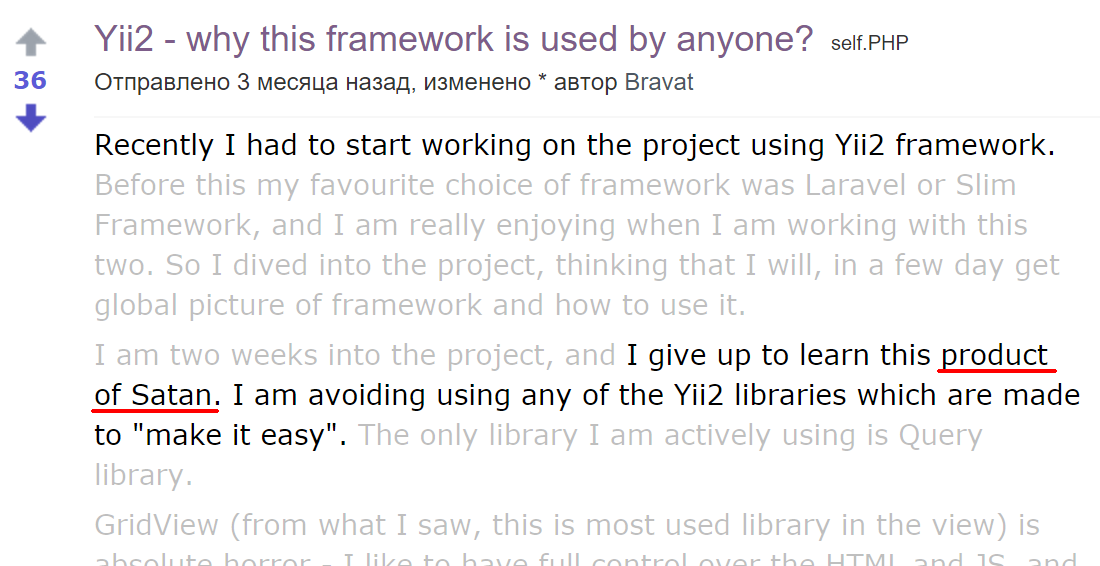 Yii2 - why this framework is used by anyone? self.PHP
36
Отправлено 3 месяца назад, изменено * автор Bravat
Recently I had to start working on the project using Yii2 framework.
Before this my favourite choice of framework was Laravel or Slim
Framework, and I am really enjoying when I am working with this
two. So I dived into the project, thinking that I will, in a few day get
global picture of framework and how to use it.
I am two weeks into the project, and I give up to learn this product
of Satan. I am avoiding using any of the Yii2 libraries which are made
to "make it easy". The only library I am actively using is Query
library.
GridView (from what I saw, this is most used library in the view) is
absolute horror - I like to have full control over the HTML and JS, and